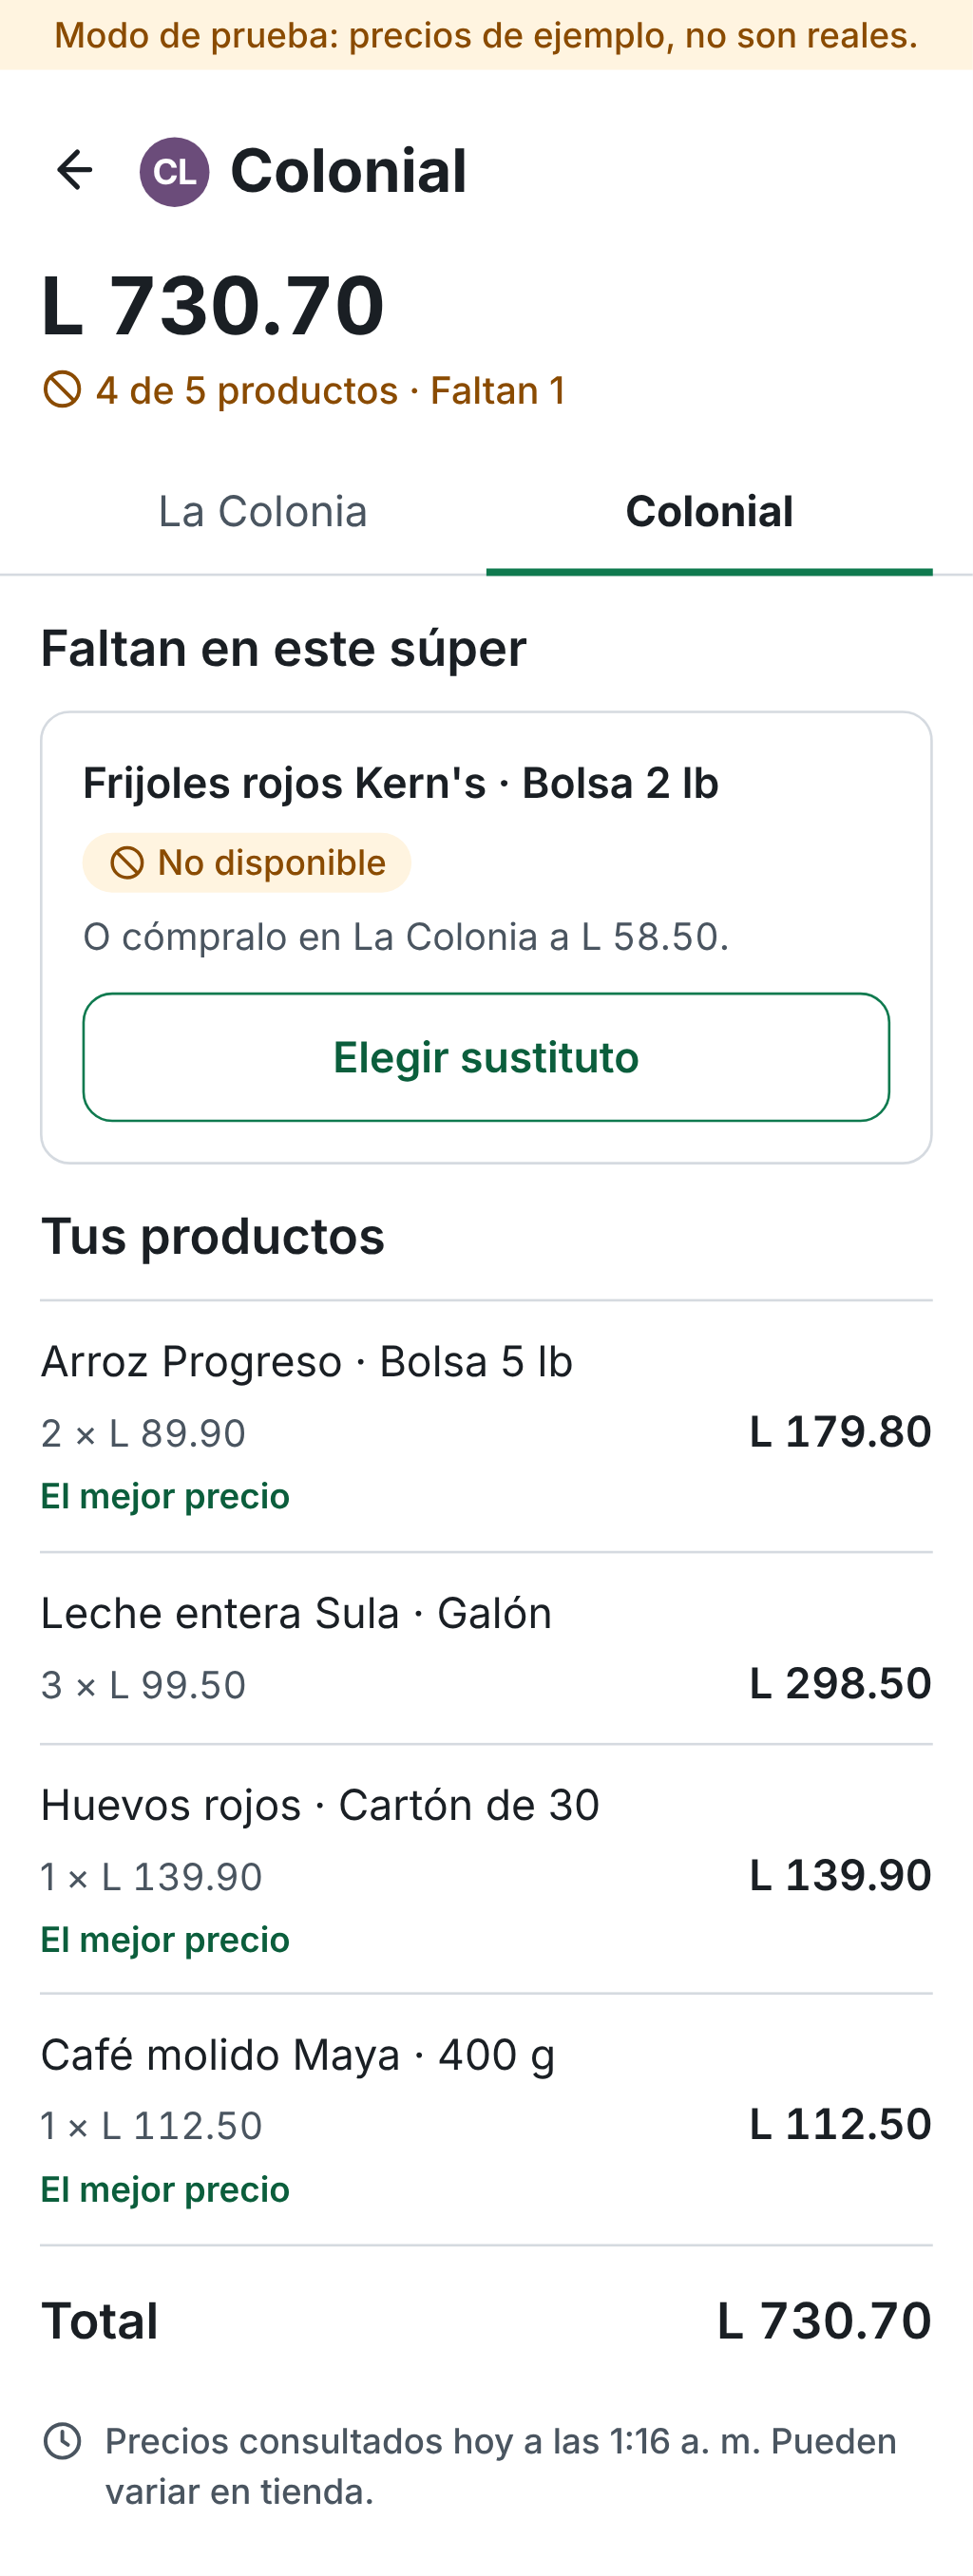 Modo de prueba: precios de ejemplo, no son reales.
CL Colonial
L 730.70
4 de 5 productos · Faltan 1
La Colonia Colonial
Faltan en este súper
Frijoles rojos Kern's · Bolsa 2 lb
No disponible
O cómpralo en La Colonia a L 58.50.
Elegir sustituto
Tus productos
Arroz Progreso · Bolsa 5 lb
2 × L 89.90 L 179.80
El mejor precio
Leche entera Sula · Galón
3 × L 99.50 L 298.50
Huevos rojos · Cartón de 30
1 × L 139.90 L 139.90
El mejor precio
Café molido Maya · 400 g
1 × L 112.50 L 112.50
El mejor precio
Total L 730.70
Precios consultados hoy a las 1:16 a. m. Pueden
variar en tienda.